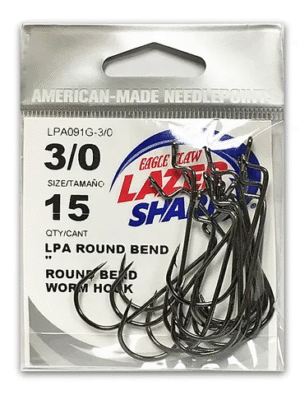 AMERICAN-MADE NEEDLEPOINT
LPA091G-3/0
3/0
SIZE/TAMAÑO
15
QTY/CANT
EAGLE CLAW
LAZER
SHARP
LPA ROUND BEND
"
ROUND BEND
WORM HOOK